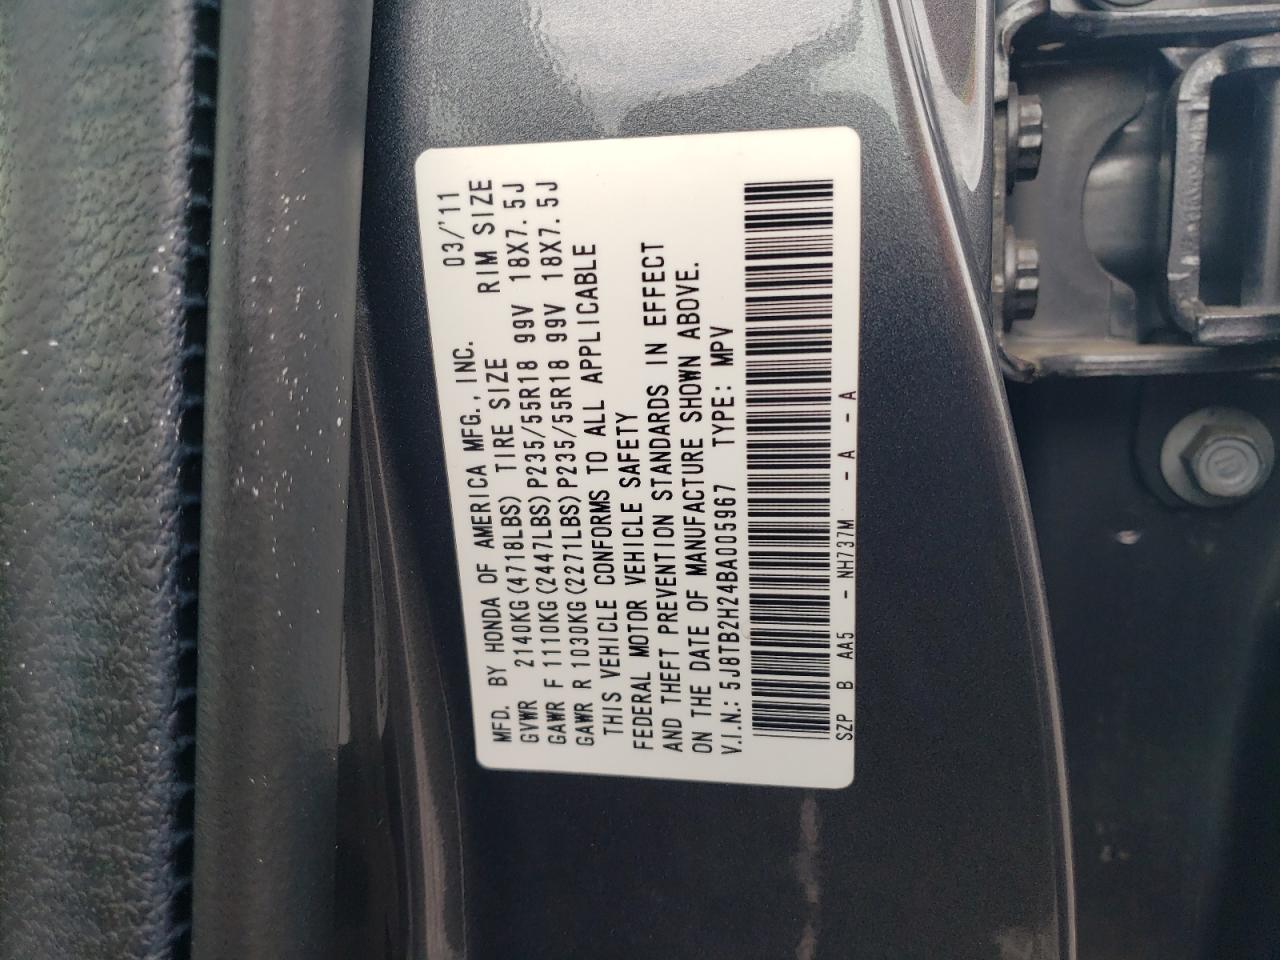 MFD. BY HONDA OF AMERICA MFG., INC. 03/'11
GVWR 2140KG(4718LBS) TIRE SIZE RIM SIZE
GAWR F 1110KG(2447LBS)P235/55R18 99V 18X7.5J
GAWR R 1030KG(2271LBS)P235/55R18 99V 18X7.5J
THIS VEHICLE CONFORMS TO ALL APPLICABLE
FEDERAL MOTOR VEHICLE SAFETY
AND THEFT PREVENTION STANDARDS IN EFFECT
ON THE DATE OF MANUFACTURE SHOWN ABOVE.
V.I.N.: 5J8TB2H24BA005967 TYPE: MPV
SZP B AA5 - NH737M - A - A